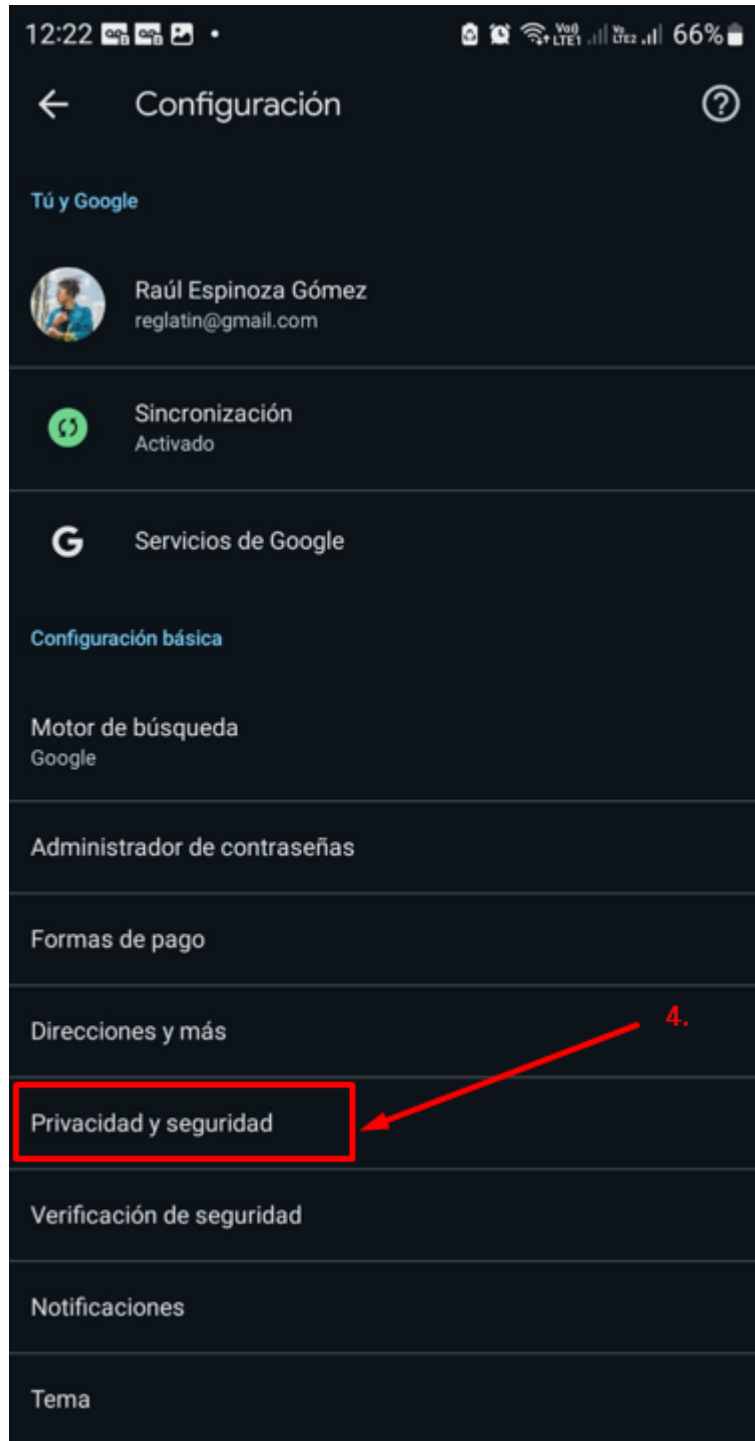 12:22 66%
Configuración
Tú y Google
Raúl Espinoza Gómez
reglatin@gmail.com
Sincronización
Activado
G Servicios de Google
Configuración básica
Motor de búsqueda
Google
Administrador de contraseñas
Formas de pago
Direcciones y más
4.
Privacidad y seguridad
Verificación de seguridad
Notificaciones
Tema